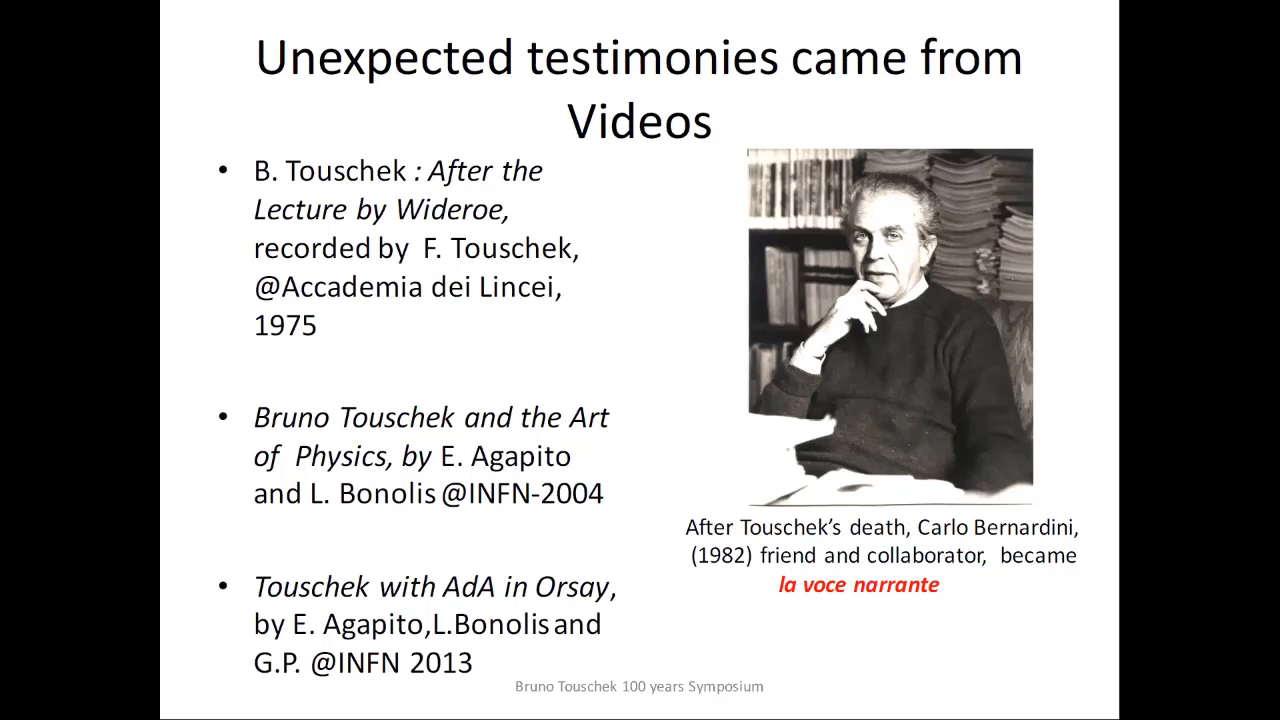 Unexpected testimonies came from
Videos
• B. Touschek : After the
Lecture by Wideroe,
recorded by F. Touschek,
@Accademia dei Lincei,
1975
• Bruno Touschek and the Art
of Physics, by E. Agapito
and L. Bonolis @INFN-2004
• Touschek with AdA in Orsay,
by E. Agapito,L.Bonolis and
G.P. @INFN 2013
After Touschek’s death, Carlo Bernardini,
(1982) friend and collaborator, became
la voce narrante
Bruno Touschek 100 years Symposium